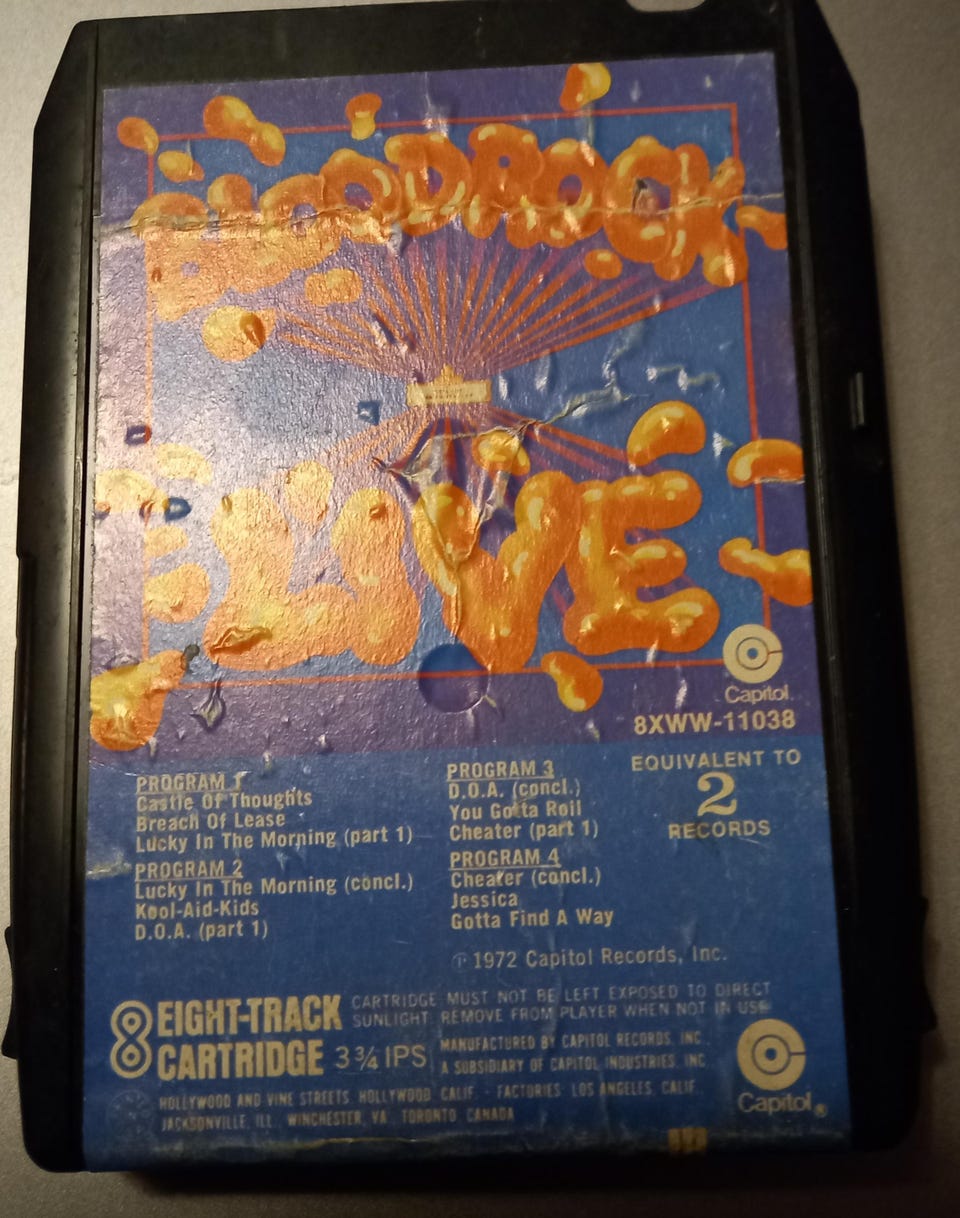 BLOODROCK
LIVE
Capitol
8XWW-11038
EQUIVALENT TO
2
RECORDS
PROGRAM 1
Castle Of Thoughts
Breach Of Lease
Lucky In The Morning (part 1)
PROGRAM 2
Lucky In The Morning (concl.)
Kool-Aid-Kids
D.O.A. (part 1)
PROGRAM 3
D.O.A. (concl.)
You Gotta Roll
Cheater (part 1)
PROGRAM 4
Cheater (concl.)
Jessica
Gotta Find A Way
℗ 1972 Capitol Records, Inc.
8 EIGHT-TRACK
CARTRIDGE 3 3/4 IPS
CARTRIDGE MUST NOT BE LEFT EXPOSED TO DIRECT
SUNLIGHT. REMOVE FROM PLAYER WHEN NOT IN USE
MANUFACTURED BY CAPITOL RECORDS, INC.,
A SUBSIDIARY OF CAPITOL INDUSTRIES, INC.
HOLLYWOOD AND VINE STREETS, HOLLYWOOD, CALIF. · FACTORIES: LOS ANGELES, CALIF.,
JACKSONVILLE, ILL., WINCHESTER, VA., TORONTO, CANADA
Capitol®